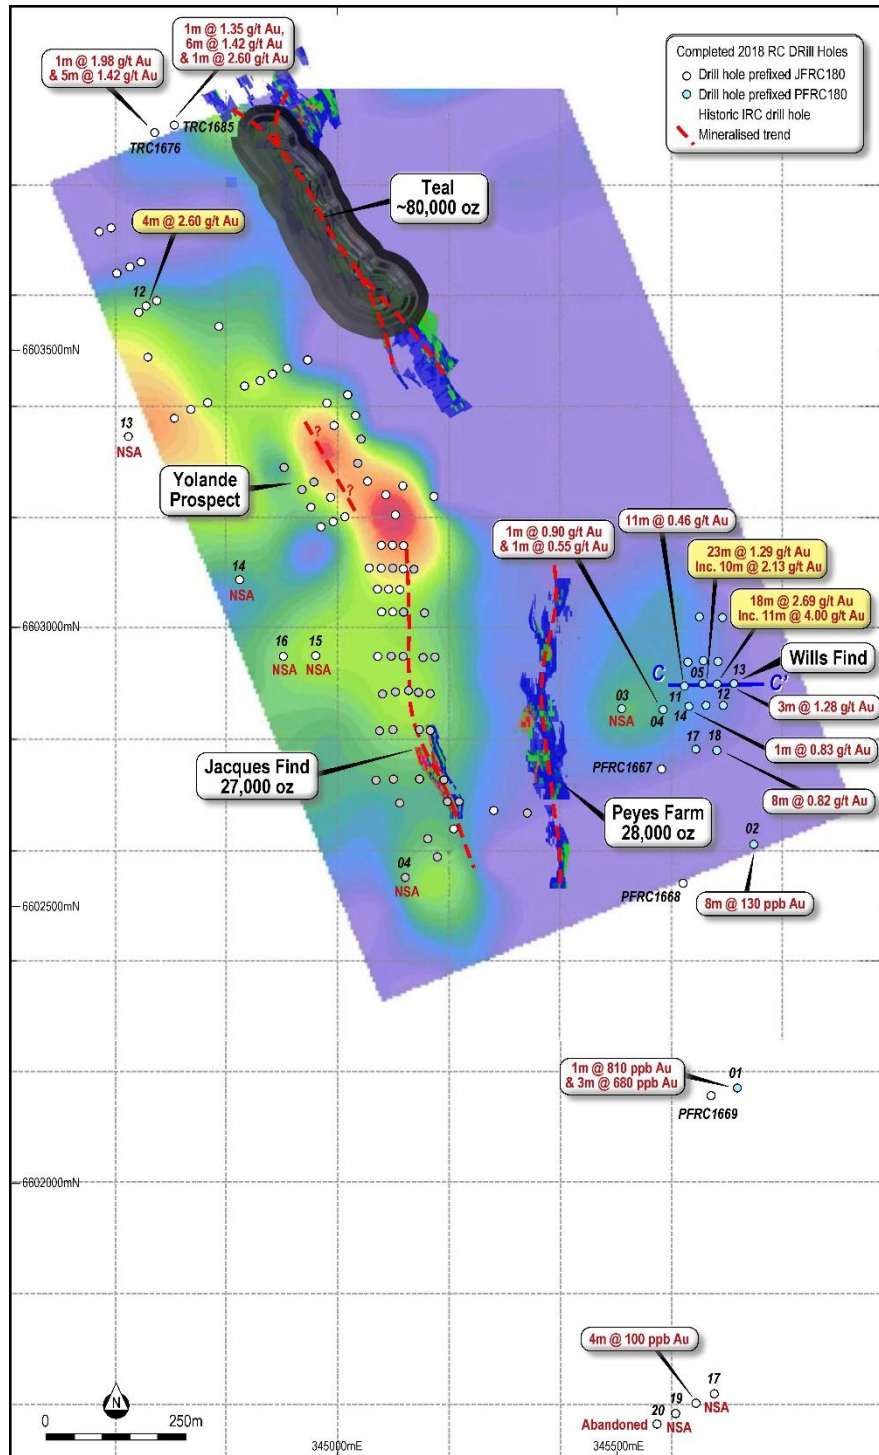 1m @ 1.35 g/t Au,
6m @ 1.42 g/t Au
& 1m @ 2.60 g/t Au
1m @ 1.98 g/t Au
& 5m @ 1.42 g/t Au
Completed 2018 RC DRill Holes
Drill hole prefixed JFRC180
Drill hole prefixed PFRC180
Historic IRC drill hole
Mineralised trend
TRC1685
TRC1676
Teal
~80,000 oz
4m @ 2.60 g/t Au
12
6603500mN
13
NSA
?
Yolande
Prospect
?
11m @ 0.46 g/t Au
1m @ 0.90 g/t Au
& 1m @ 0.55 g/t Au
23m @ 1.29 g/t Au
Inc. 10m @ 2.13 g/t Au
14
NSA
18m @ 2.69 g/t Au
Inc. 11m @ 4.00 g/t Au
6603000mN
16
15
NSA
NSA
Wills Find
C
05
13
C'
11
12
03
NSA
04
14
3m @ 1.28 g/t Au
17
18
1m @ 0.83 g/t Au
Jacques Find
27,000 oz
PFRC1667
8m @ 0.82 g/t Au
Peyes Farm
28,000 oz
02
04
NSA
PFRC1668
8m @ 130 ppb Au
6602500mN
1m @ 810 ppb Au
& 3m @ 680 ppb Au
01
PFRC1669
6602000mN
4m @ 100 ppb Au
17
NSA
19
NSA
20
Abandoned
N
0
250m
345000mE
345500mE